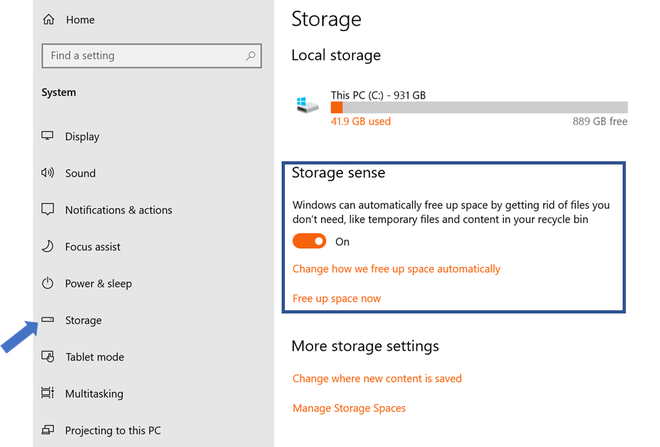 Home
Find a setting
System
Display
Sound
Notifications & actions
Focus assist
Power & sleep
Storage
Tablet mode
Multitasking
Projecting to this PC
Storage
Local storage
This PC (C:) - 931 GB
41.9 GB used
889 GB free
Storage sense
Windows can automatically free up space by getting rid of files you
don't need, like temporary files and content in your recycle bin
On
Change how we free up space automatically
Free up space now
More storage settings
Change where new content is saved
Manage Storage Spaces